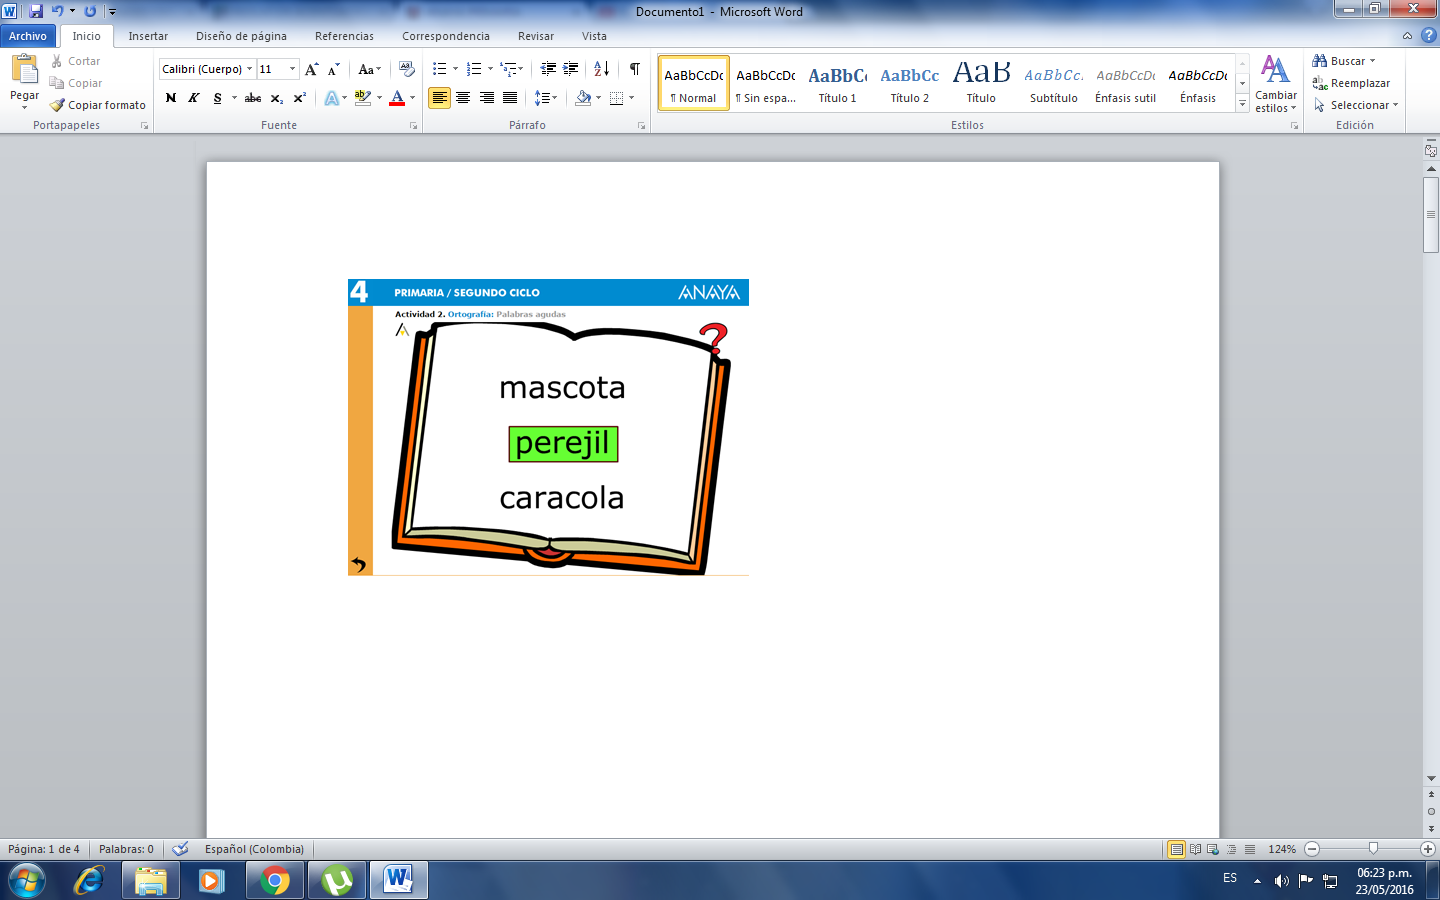 Documento1 - Microsoft Word
Archivo Inicio Insertar Diseño de página Referencias Correspondencia Revisar Vista
Pegar
Cortar
Copiar
Copiar formato
Portapapeles
Calibri (Cuerpo) 11
N K S abc x₂ x²
Fuente
Párrafo
AaBbCcDc AaBbCcDc AaBbCc AaBbCc AaB AaBbCc. AaBbCcDc AaBbCcDc
¶ Normal ¶ Sin espa... Título 1 Título 2 Título Subtítulo Énfasis sutil Énfasis
Cambiar estilos
Estilos
Buscar
Reemplazar
Seleccionar
Edición
4 PRIMARIA / SEGUNDO CICLO ANAYA
Actividad 2. Ortografía: Palabras agudas
?
mascota
perejil
caracola
Página: 1 de 4 Palabras: 0 Español (Colombia) 124%
ES 06:23 p.m.
23/05/2016